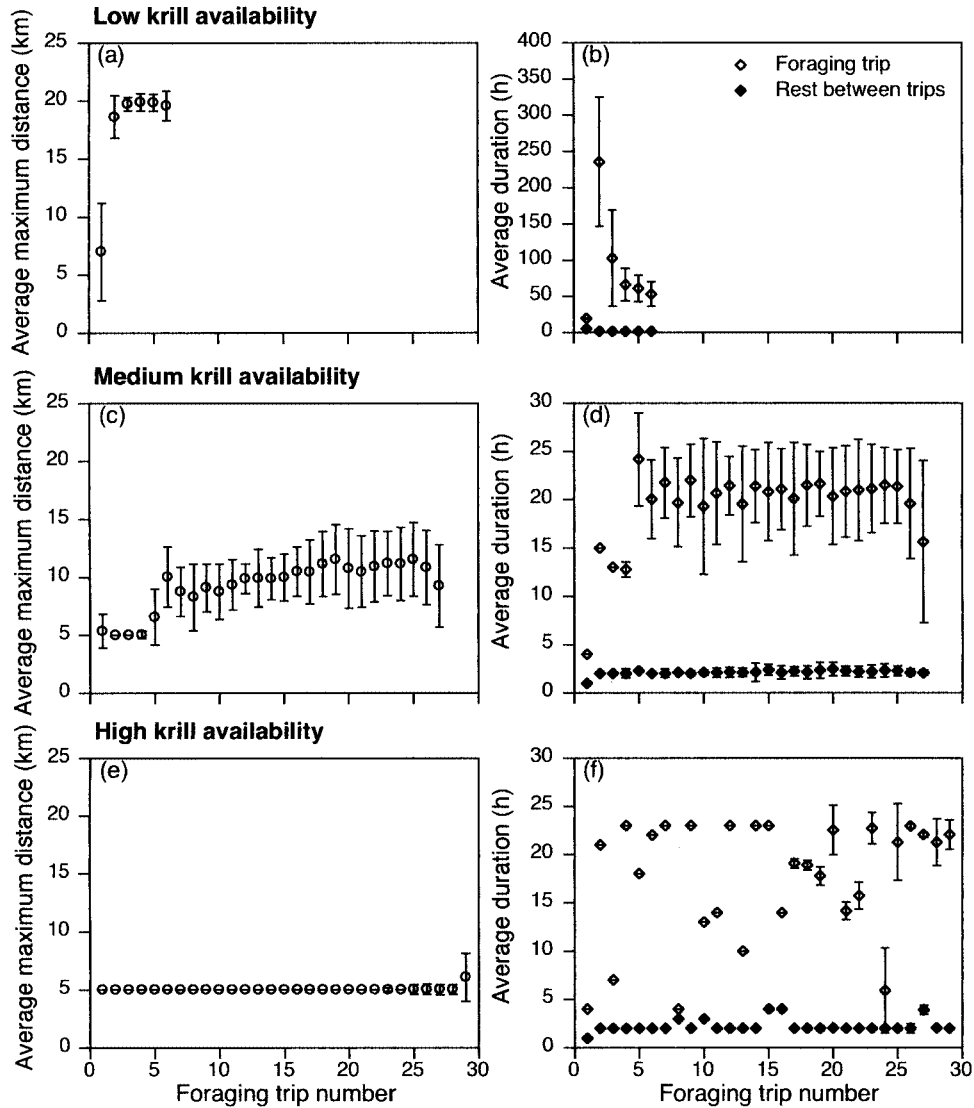 Low krill availability
Average maximum distance (km)
(a)
25
20
15
10
5
0
Average duration (h)
(b)
400
350
300
250
200
150
100
50
0
Foraging trip
Rest between trips
Medium krill availability
Average maximum distance (km)
(c)
25
20
15
10
5
0
Average duration (h)
(d)
30
25
20
15
10
5
0
High krill availability
Average maximum distance (km)
(e)
25
20
15
10
5
0
0 5 10 15 20 25 30
Foraging trip number
Average duration (h)
(f)
30
25
20
15
10
5
0
0 5 10 15 20 25 30
Foraging trip number